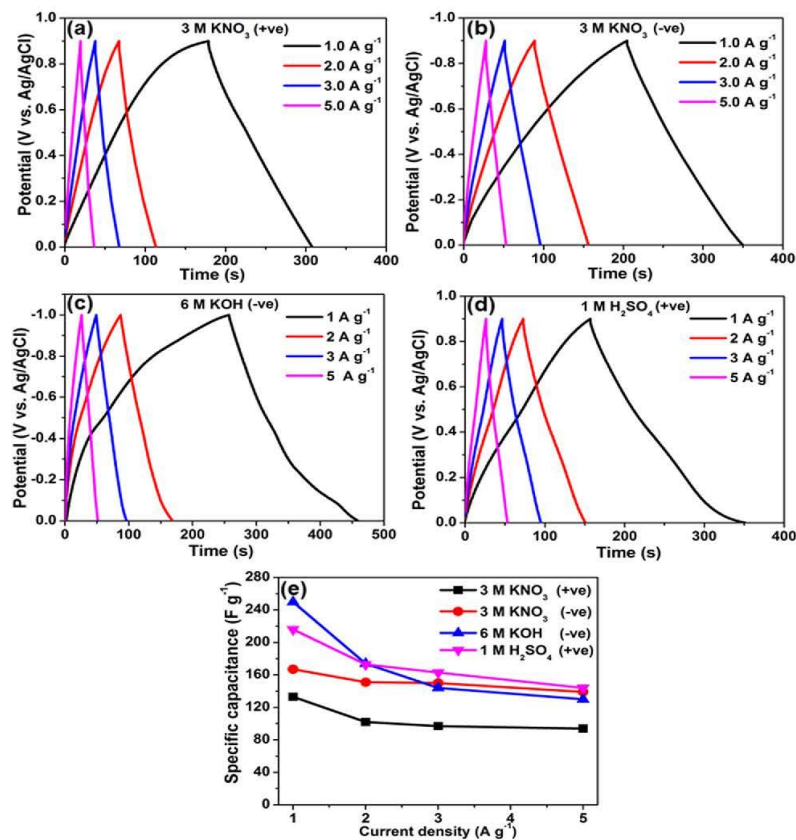 (a)
3 M KNO₃ (+ve)
1.0 A g⁻¹
2.0 A g⁻¹
3.0 A g⁻¹
5.0 A g⁻¹
1.0
0.8
0.6
0.4
0.2
0.0
Potential (V vs. Ag/AgCl)
0 100 200 300 400
Time (s)
(b)
3 M KNO₃ (-ve)
1.0 A g⁻¹
2.0 A g⁻¹
3.0 A g⁻¹
5.0 A g⁻¹
-1.0
-0.8
-0.6
-0.4
-0.2
0.0
Potential (V vs. Ag/AgCl)
0 100 200 300 400
Time (s)
(c)
6 M KOH (-ve)
1 A g⁻¹
2 A g⁻¹
3 A g⁻¹
5 A g⁻¹
-1.0
-0.8
-0.6
-0.4
-0.2
0.0
Potential (V vs. Ag/AgCl)
0 100 200 300 400 500
Time (s)
(d)
1 M H₂SO₄ (+ve)
1 A g⁻¹
2 A g⁻¹
3 A g⁻¹
5 A g⁻¹
1.0
0.8
0.6
0.4
0.2
0.0
Potential (V vs. Ag/AgCl)
0 100 200 300 400
Time (s)
(e)
3 M KNO₃ (+ve)
3 M KNO₃ (-ve)
6 M KOH (-ve)
1 M H₂SO₄ (+ve)
280
240
200
160
120
80
40
0
Specific capacitance (F g⁻¹)
1 2 3 4 5
Current density (A g⁻¹)